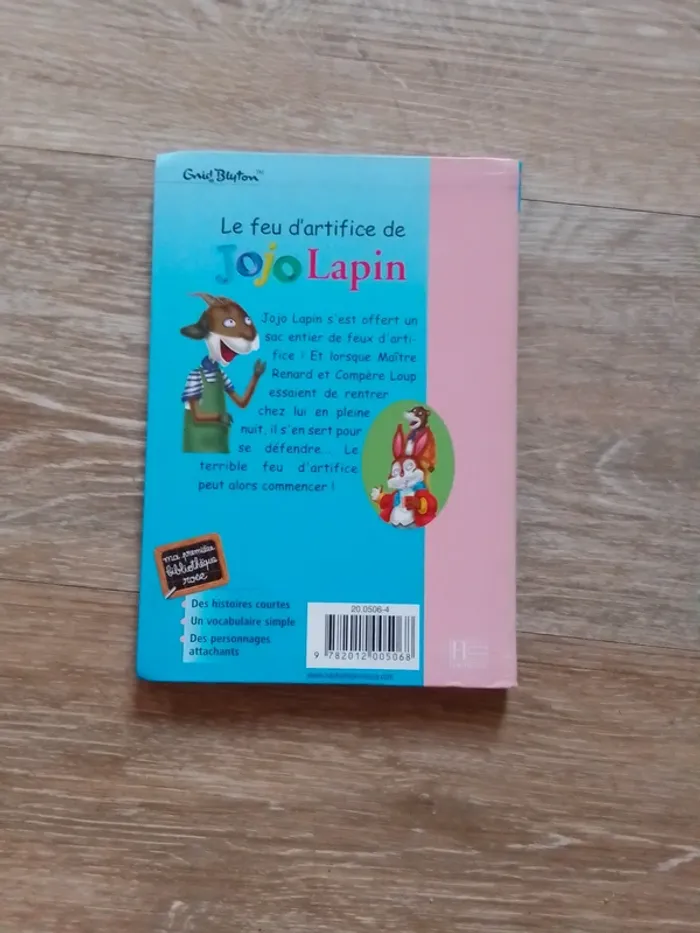 Enid Blyton™
Le feu d'artifice de
Jojo Lapin
Jojo Lapin s'est offert un
sac entier de feux d'arti-
fice ! Et lorsque Maître
Renard et Compère Loup
essaient de rentrer
chez lui en pleine
nuit, il s'en sert pour
se défendre... Le
terrible feu d'artifice
peut alors commencer !
ma première
bibliothèque
rose
Des histoires courtes
Un vocabulaire simple
Des personnages
attachants
20.0506-4
9 782012 005068
H